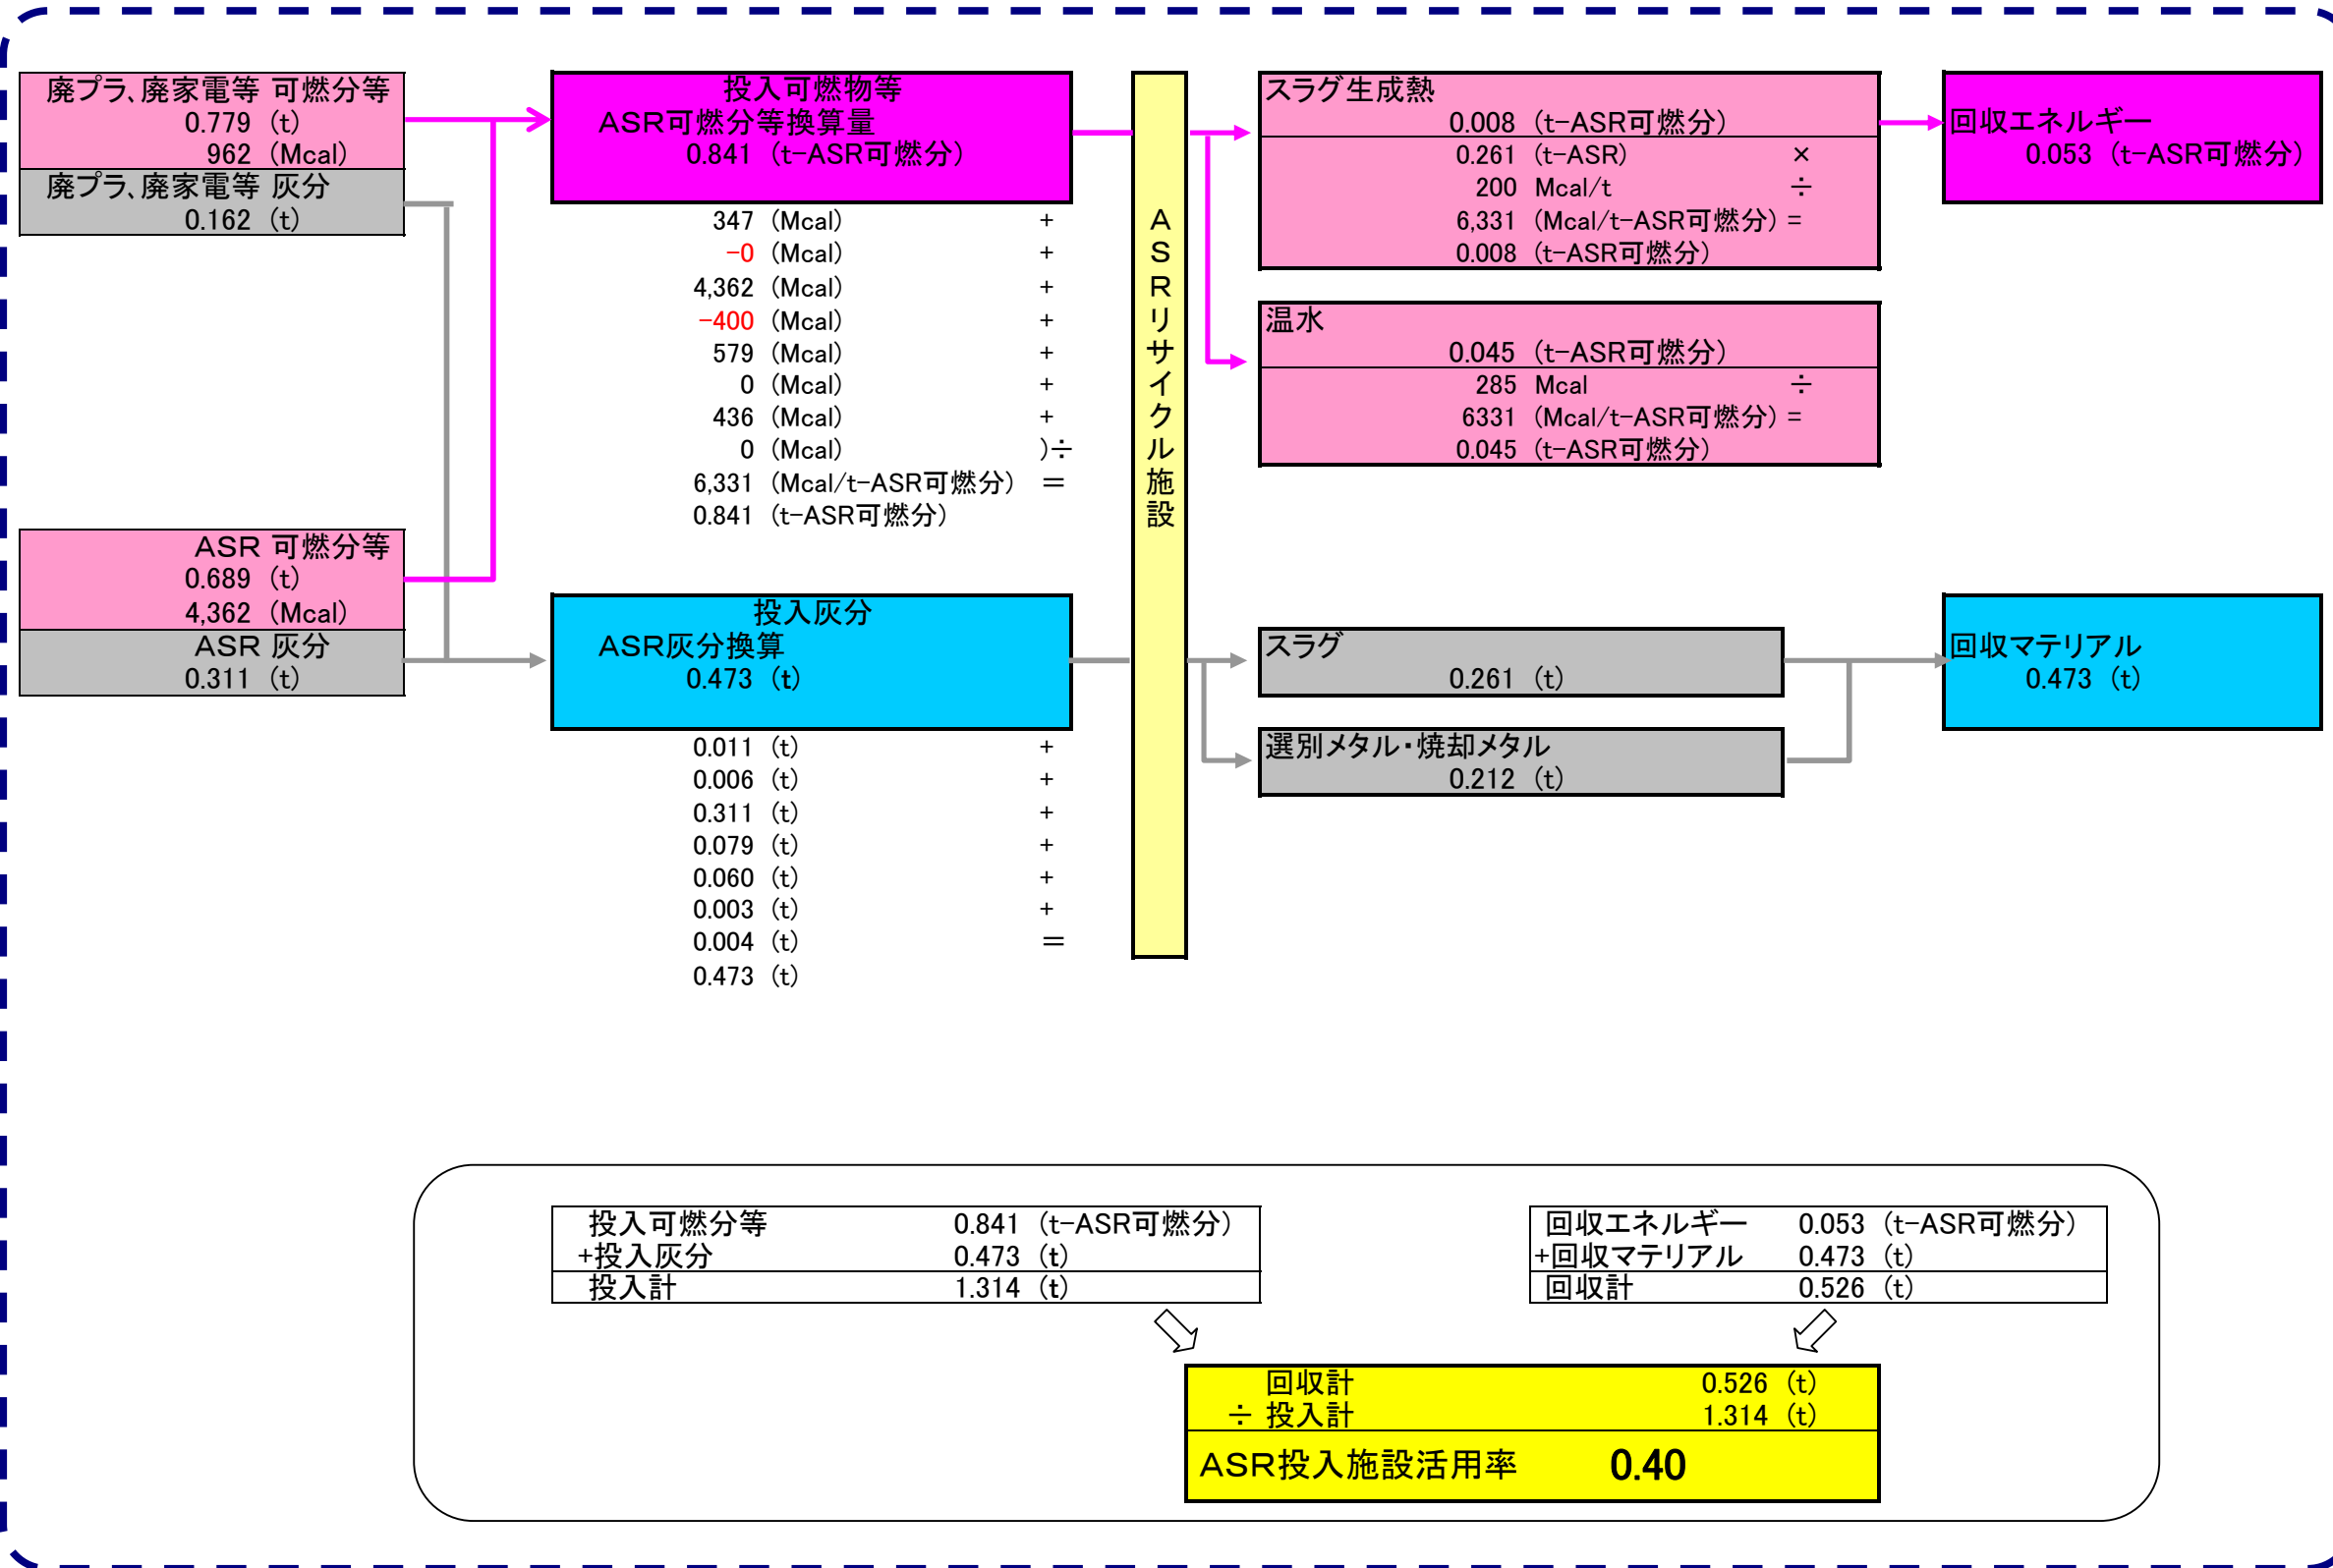 廃プラ、廃家電等 可燃分等
0.779 (t)
962 (Mcal)
廃プラ、廃家電等 灰分
0.162 (t)
ASR 可燃分等
0.689 (t)
4,362 (Mcal)
ASR 灰分
0.311 (t)
投入可燃物等
ASR可燃分等換算量
0.841 (t-ASR可燃分)
347 (Mcal) +
-0 (Mcal) +
4,362 (Mcal) +
-400 (Mcal) +
579 (Mcal) +
0 (Mcal) +
436 (Mcal) +
0 (Mcal) )÷
6,331 (Mcal/t-ASR可燃分) =
0.841 (t-ASR可燃分)
投入灰分
ASR灰分換算
0.473 (t)
0.011 (t) +
0.006 (t) +
0.311 (t) +
0.079 (t) +
0.060 (t) +
0.003 (t) +
0.004 (t) =
0.473 (t)
ASRリサイクル施設
スラグ生成熱
0.008 (t-ASR可燃分)
0.261 (t-ASR) ×
200 Mcal/t ÷
6,331 (Mcal/t-ASR可燃分) =
0.008 (t-ASR可燃分)
温水
0.045 (t-ASR可燃分)
285 Mcal ÷
6331 (Mcal/t-ASR可燃分) =
0.045 (t-ASR可燃分)
スラグ
0.261 (t)
選別メタル・焼却メタル
0.212 (t)
回収エネルギー
0.053 (t-ASR可燃分)
回収マテリアル
0.473 (t)
投入可燃分等 0.841 (t-ASR可燃分)
+投入灰分 0.473 (t)
投入計 1.314 (t)
回収エネルギー 0.053 (t-ASR可燃分)
+回収マテリアル 0.473 (t)
回収計 0.526 (t)
回収計 0.526 (t)
÷ 投入計 1.314 (t)
ASR投入施設活用率 0.40